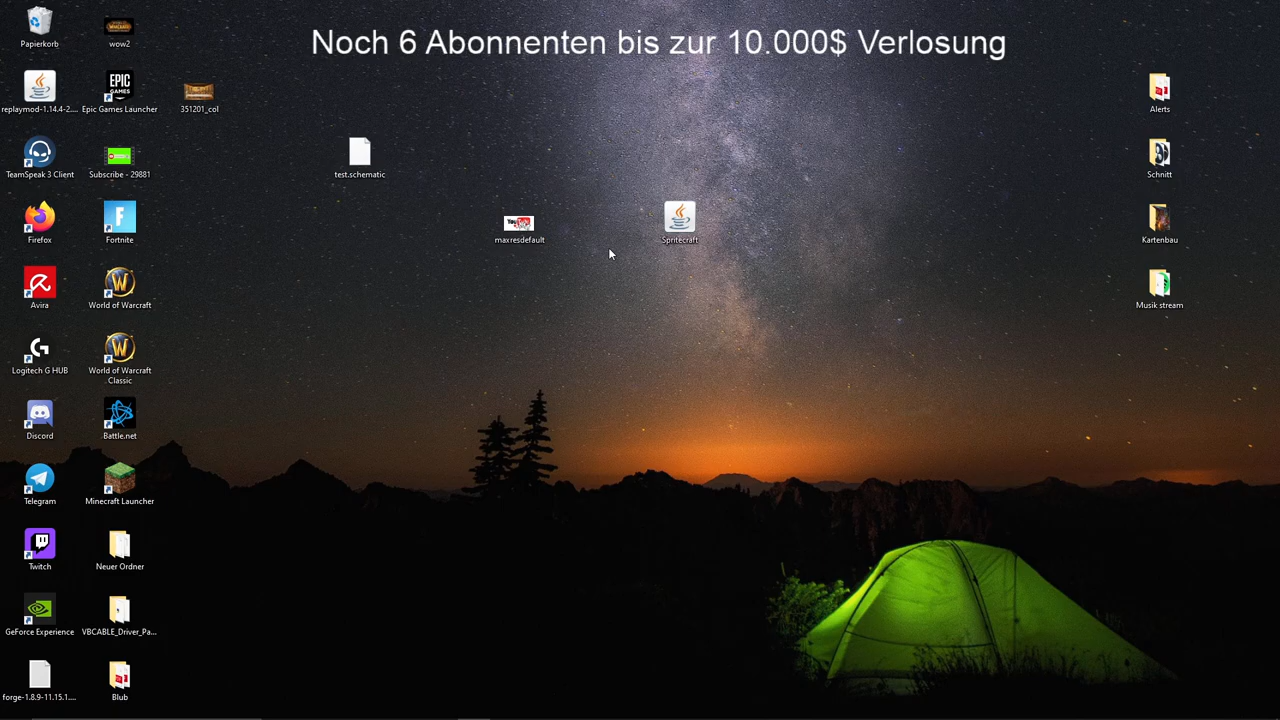 Noch 6 Abonnenten bis zur 10.000$ Verlosung
Papierkorb
wow2
replaymod-1.14.4-2....
Epic Games Launcher
351201_col
Alerts
TeamSpeak 3 Client
Subscribe - 29881
test.schematic
Schnitt
Firefox
Fortnite
maxresdefault
Spritecraft
Kartenbau
Avira
World of Warcraft
Musik stream
Logitech G HUB
World of Warcraft
Classic
Discord
Battle.net
Telegram
Minecraft Launcher
Twitch
Neuer Ordner
GeForce Experience
VBCABLE_Driver_Pa...
forge-1.8.9-11.15.1....
Blub